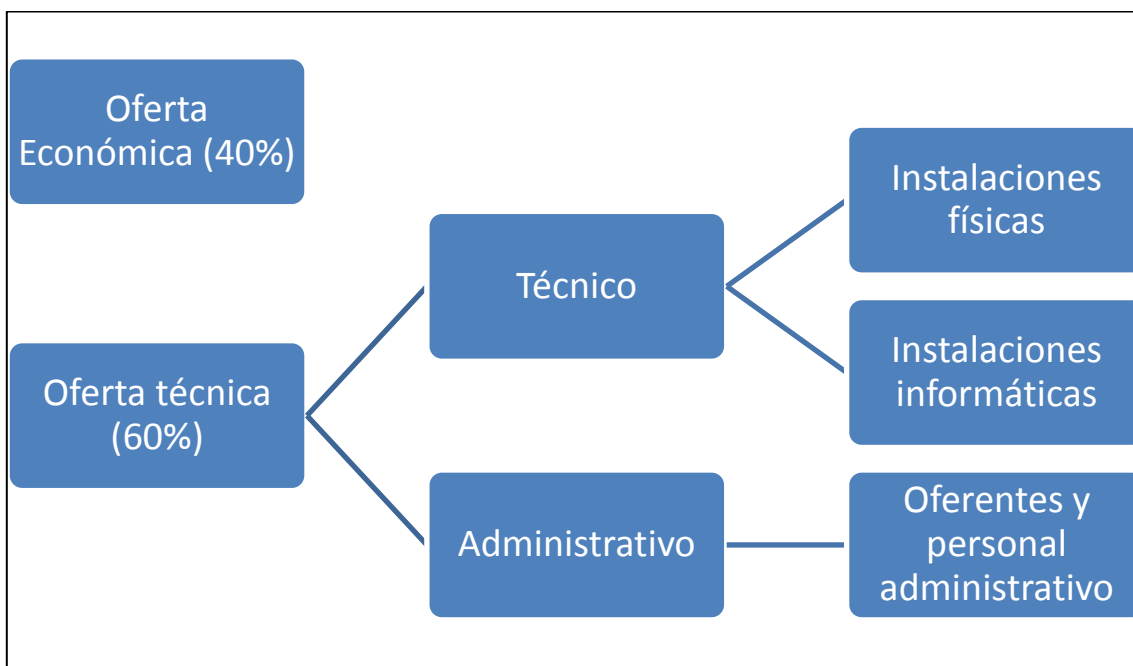 Oferta
Económica (40%)
Oferta técnica
(60%)
Técnico
Administrativo
Instalaciones
físicas
Instalaciones
informáticas
Oferentes y
personal
administrativo